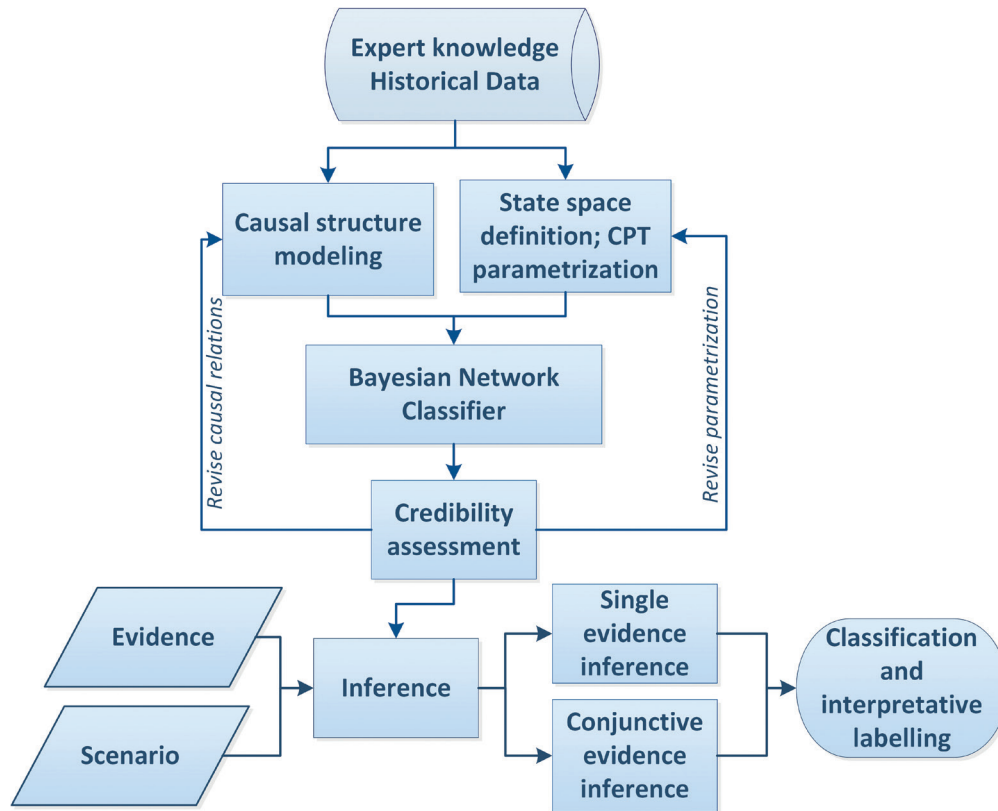 Expert knowledge
Historical Data
Causal structure
modeling
State space
definition; CPT
parametrization
Revise causal relations
Revise parametrization
Bayesian Network
Classifier
Credibility
assessment
Evidence
Scenario
Inference
Single
evidence
inference
Conjunctive
evidence
inference
Classification
and
interpretative
labelling